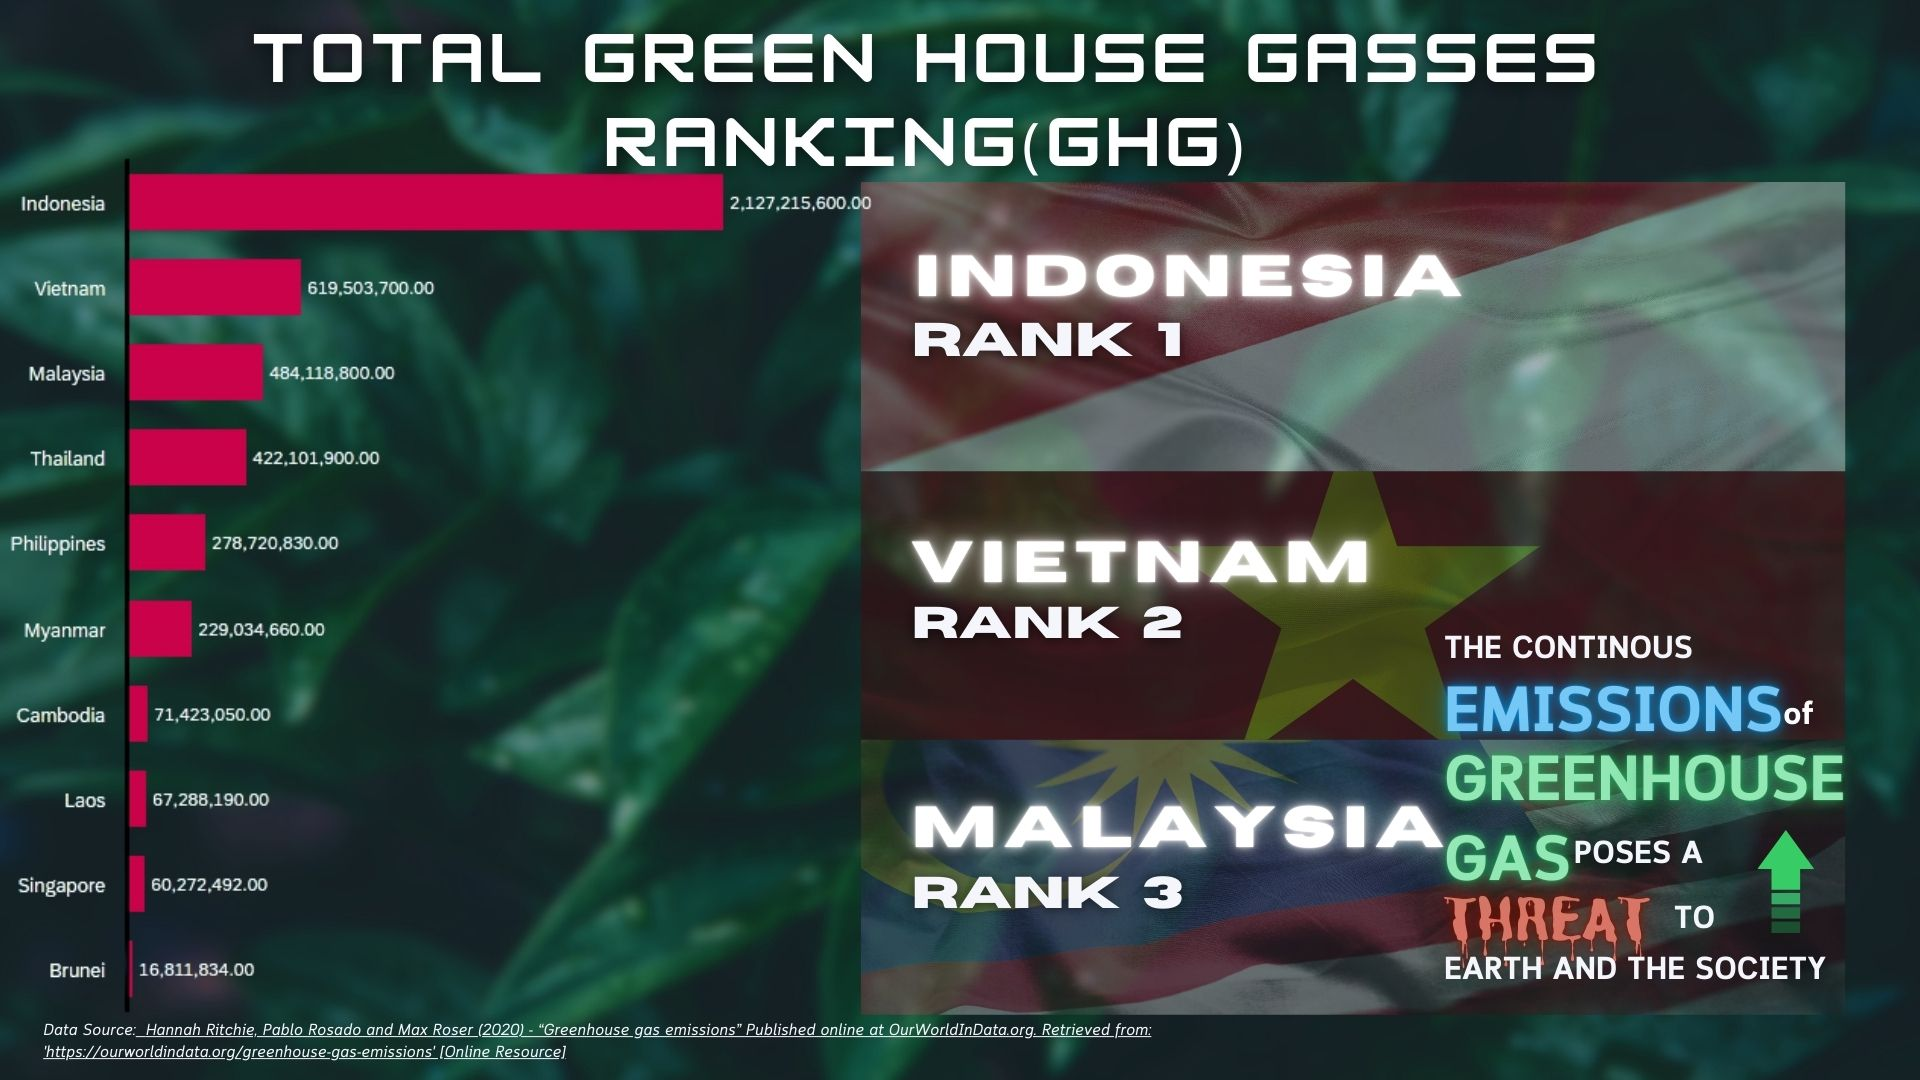 TOTAL GREEN HOUSE GASSES
RANKING(GHG)
Indonesia 2,127,215,600.00
Vietnam 619,503,700.00
Malaysia 484,118,800.00
Thailand 422,101,900.00
Philippines 278,720,830.00
Myanmar 229,034,660.00
Cambodia 71,423,050.00
Laos 67,288,190.00
Singapore 60,272,492.00
Brunei 16,811,834.00
INDONESIA
RANK 1
VIETNAM
RANK 2
MALAYSIA
RANK 3
THE CONTINOUS
EMISSIONS of
GREENHOUSE
GAS POSES A
THREAT TO
EARTH AND THE SOCIETY
Data Source: Hannah Ritchie, Pablo Rosado and Max Roser (2020) - “Greenhouse gas emissions” Published online at OurWorldInData.org. Retrieved from:
'https://ourworldindata.org/greenhouse-gas-emissions' [Online Resource]